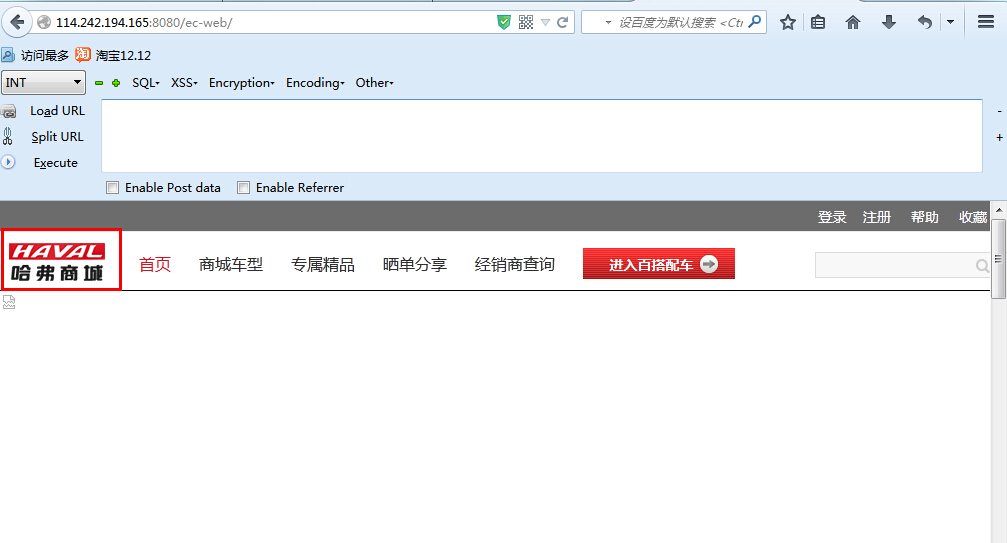 114.242.194.165:8080/ec-web/
设百度为默认搜索 <Ctr
访问最多 淘 淘宝12.12
INT SQL XSS Encryption Encoding Other
Load URL
Split URL
Execute
-
+
Enable Post data Enable Referrer
登录 注册 帮助 收藏
HAVAL
哈弗商城
首页 商城车型 专属精品 晒单分享 经销商查询 进入百搭配车